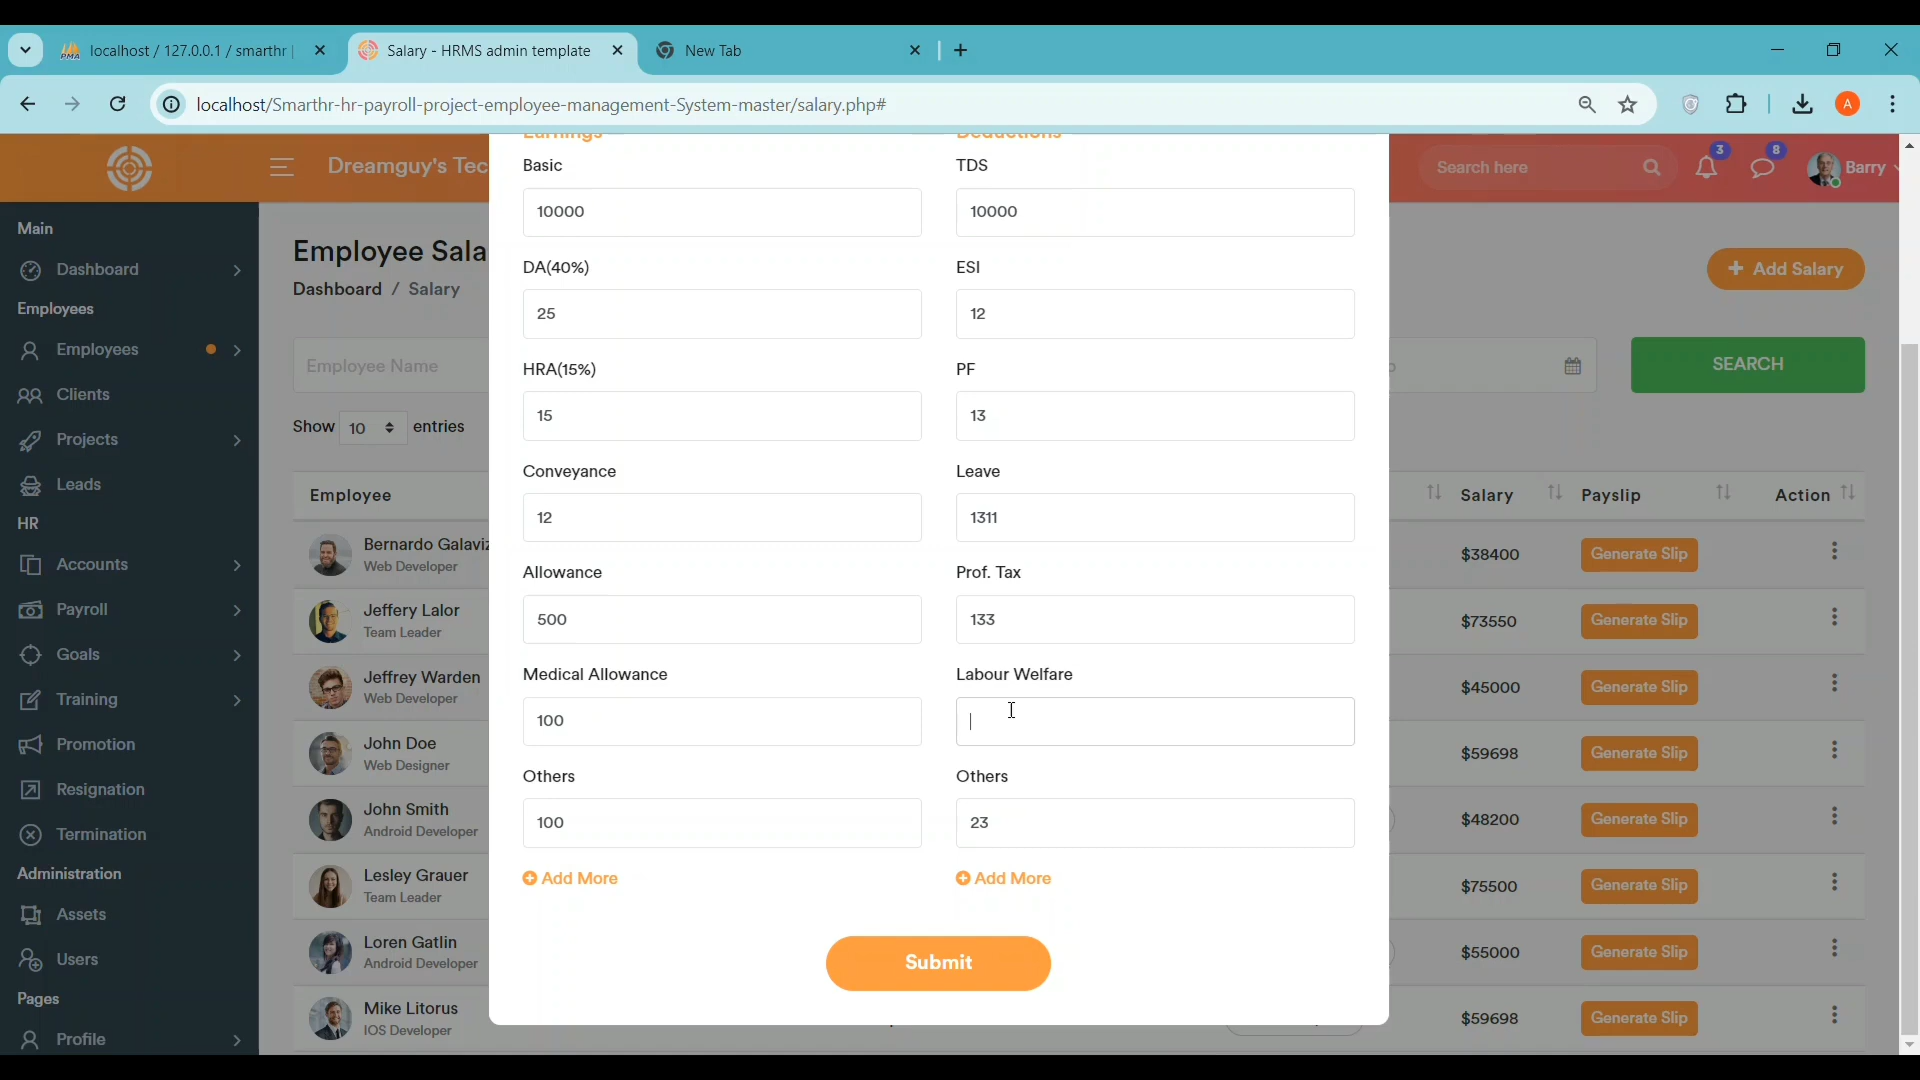 localhost / 127.0.0.1 / smarthr
Salary - HRMS admin template
New Tab
localhost/Smarthr-hr-payroll-project-employee-management-System-master/salary.php#
A
Dreamguy's Tec
Search here
3
8
Barry
Main
Dashboard
Employees
Employees
Clients
Projects
Leads
HR
Accounts
Payroll
Goals
Training
Promotion
Resignation
Termination
Administration
Assets
Users
Pages
Profile
Employee Sala
Dashboard / Salary
Add Salary
Employee Name
SEARCH
Show 10 entries
Employee
Salary
Payslip
Action
Bernardo Galaviz
Web Developer
$38400
Generate Slip
Jeffery Lalor
Team Leader
$73550
Generate Slip
Jeffrey Warden
Web Developer
$45000
Generate Slip
John Doe
Web Designer
$59698
Generate Slip
John Smith
Android Developer
$48200
Generate Slip
Lesley Grauer
Team Leader
$75500
Generate Slip
Loren Gatlin
Android Developer
$55000
Generate Slip
Mike Litorus
IOS Developer
$59698
Generate Slip
Earnings
Deductions
Basic
TDS
10000
10000
DA(40%)
ESI
25
12
HRA(15%)
PF
15
13
Conveyance
Leave
12
1311
Allowance
Prof. Tax
500
133
Medical Allowance
Labour Welfare
100
Others
Others
100
23
Add More
Add More
Submit